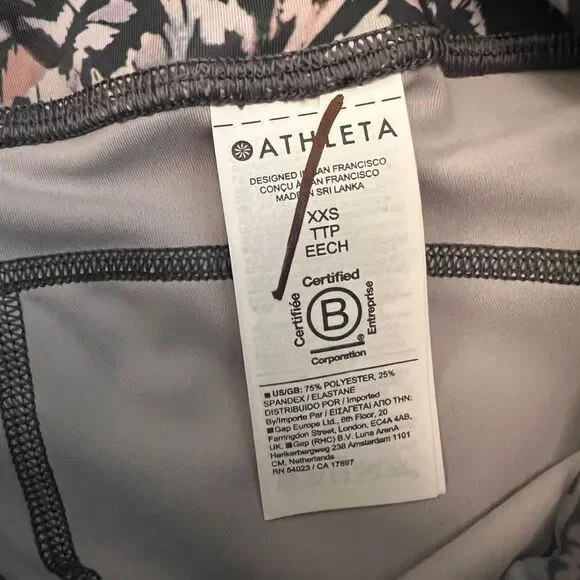 ATHLETA
DESIGNED IN SAN FRANCISCO
CONÇU À SAN FRANCISCO
MADE IN SRI LANKA
XXS
TTP
EECH
Certified
Certifiée
B
Entreprise
®
Corporation
US/GB: 75% POLYESTER, 25%
SPANDEX / ELASTANE
DISTRIBUIDO POR / Imported
By/Importe Par / ΕΙΣΑΓΕΤΑΙ ΑΠΟ ΤΗΝ:
Gap Europe Ltd., 8th Floor, 20
Farringdon Street, London, EC4A 4AB,
UK. Gap (RHC) B.V. Luna ArenA
Herikerbergweg 238 Amsterdam 1101
CM, Netherlands
RN 54023 / CA 17897